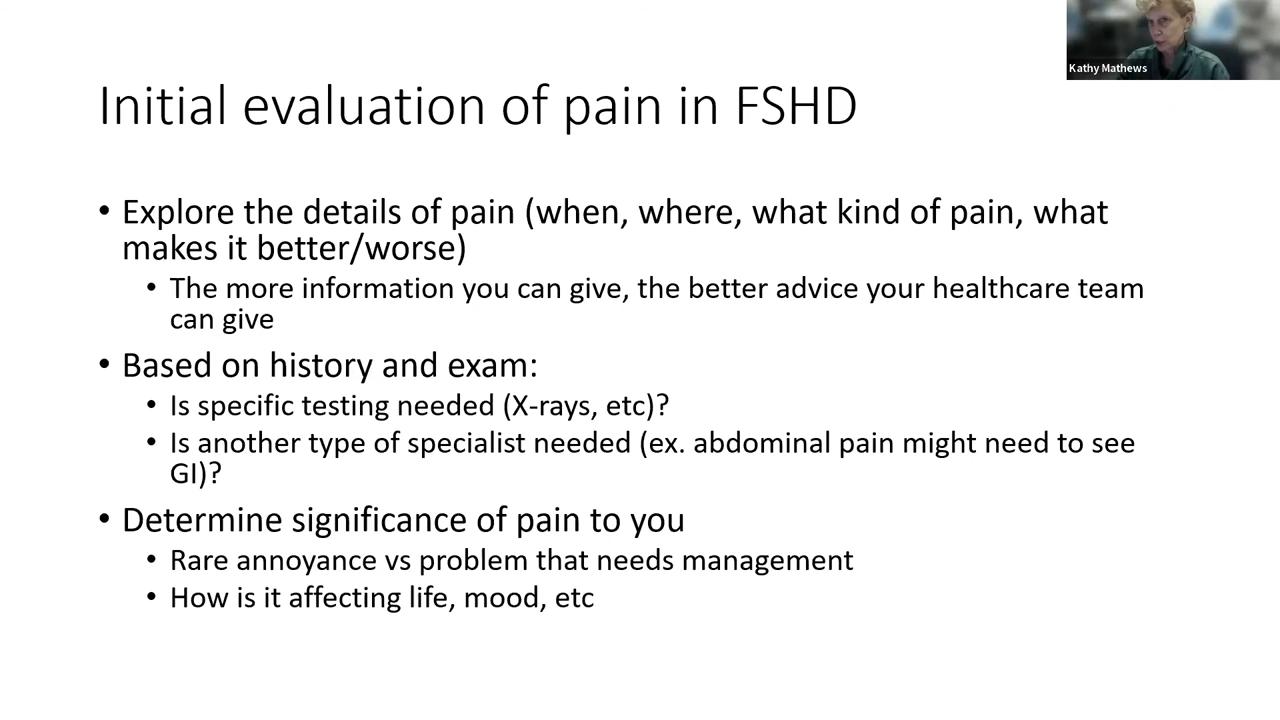 Kathy Mathews
Initial evaluation of pain in FSHD
• Explore the details of pain (when, where, what kind of pain, what
makes it better/worse)
• The more information you can give, the better advice your healthcare team
can give
• Based on history and exam:
• Is specific testing needed (X-rays, etc)?
• Is another type of specialist needed (ex. abdominal pain might need to see
GI)?
• Determine significance of pain to you
• Rare annoyance vs problem that needs management
• How is it affecting life, mood, etc